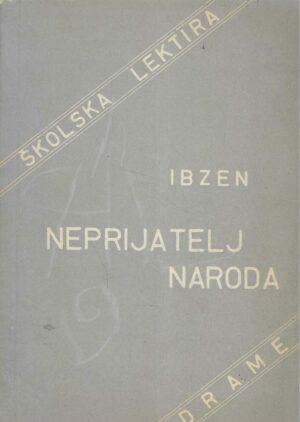 ŠKOLSKA LEKTIRA
IBZEN
NEPRIJATELJ
NARODA
DRAME